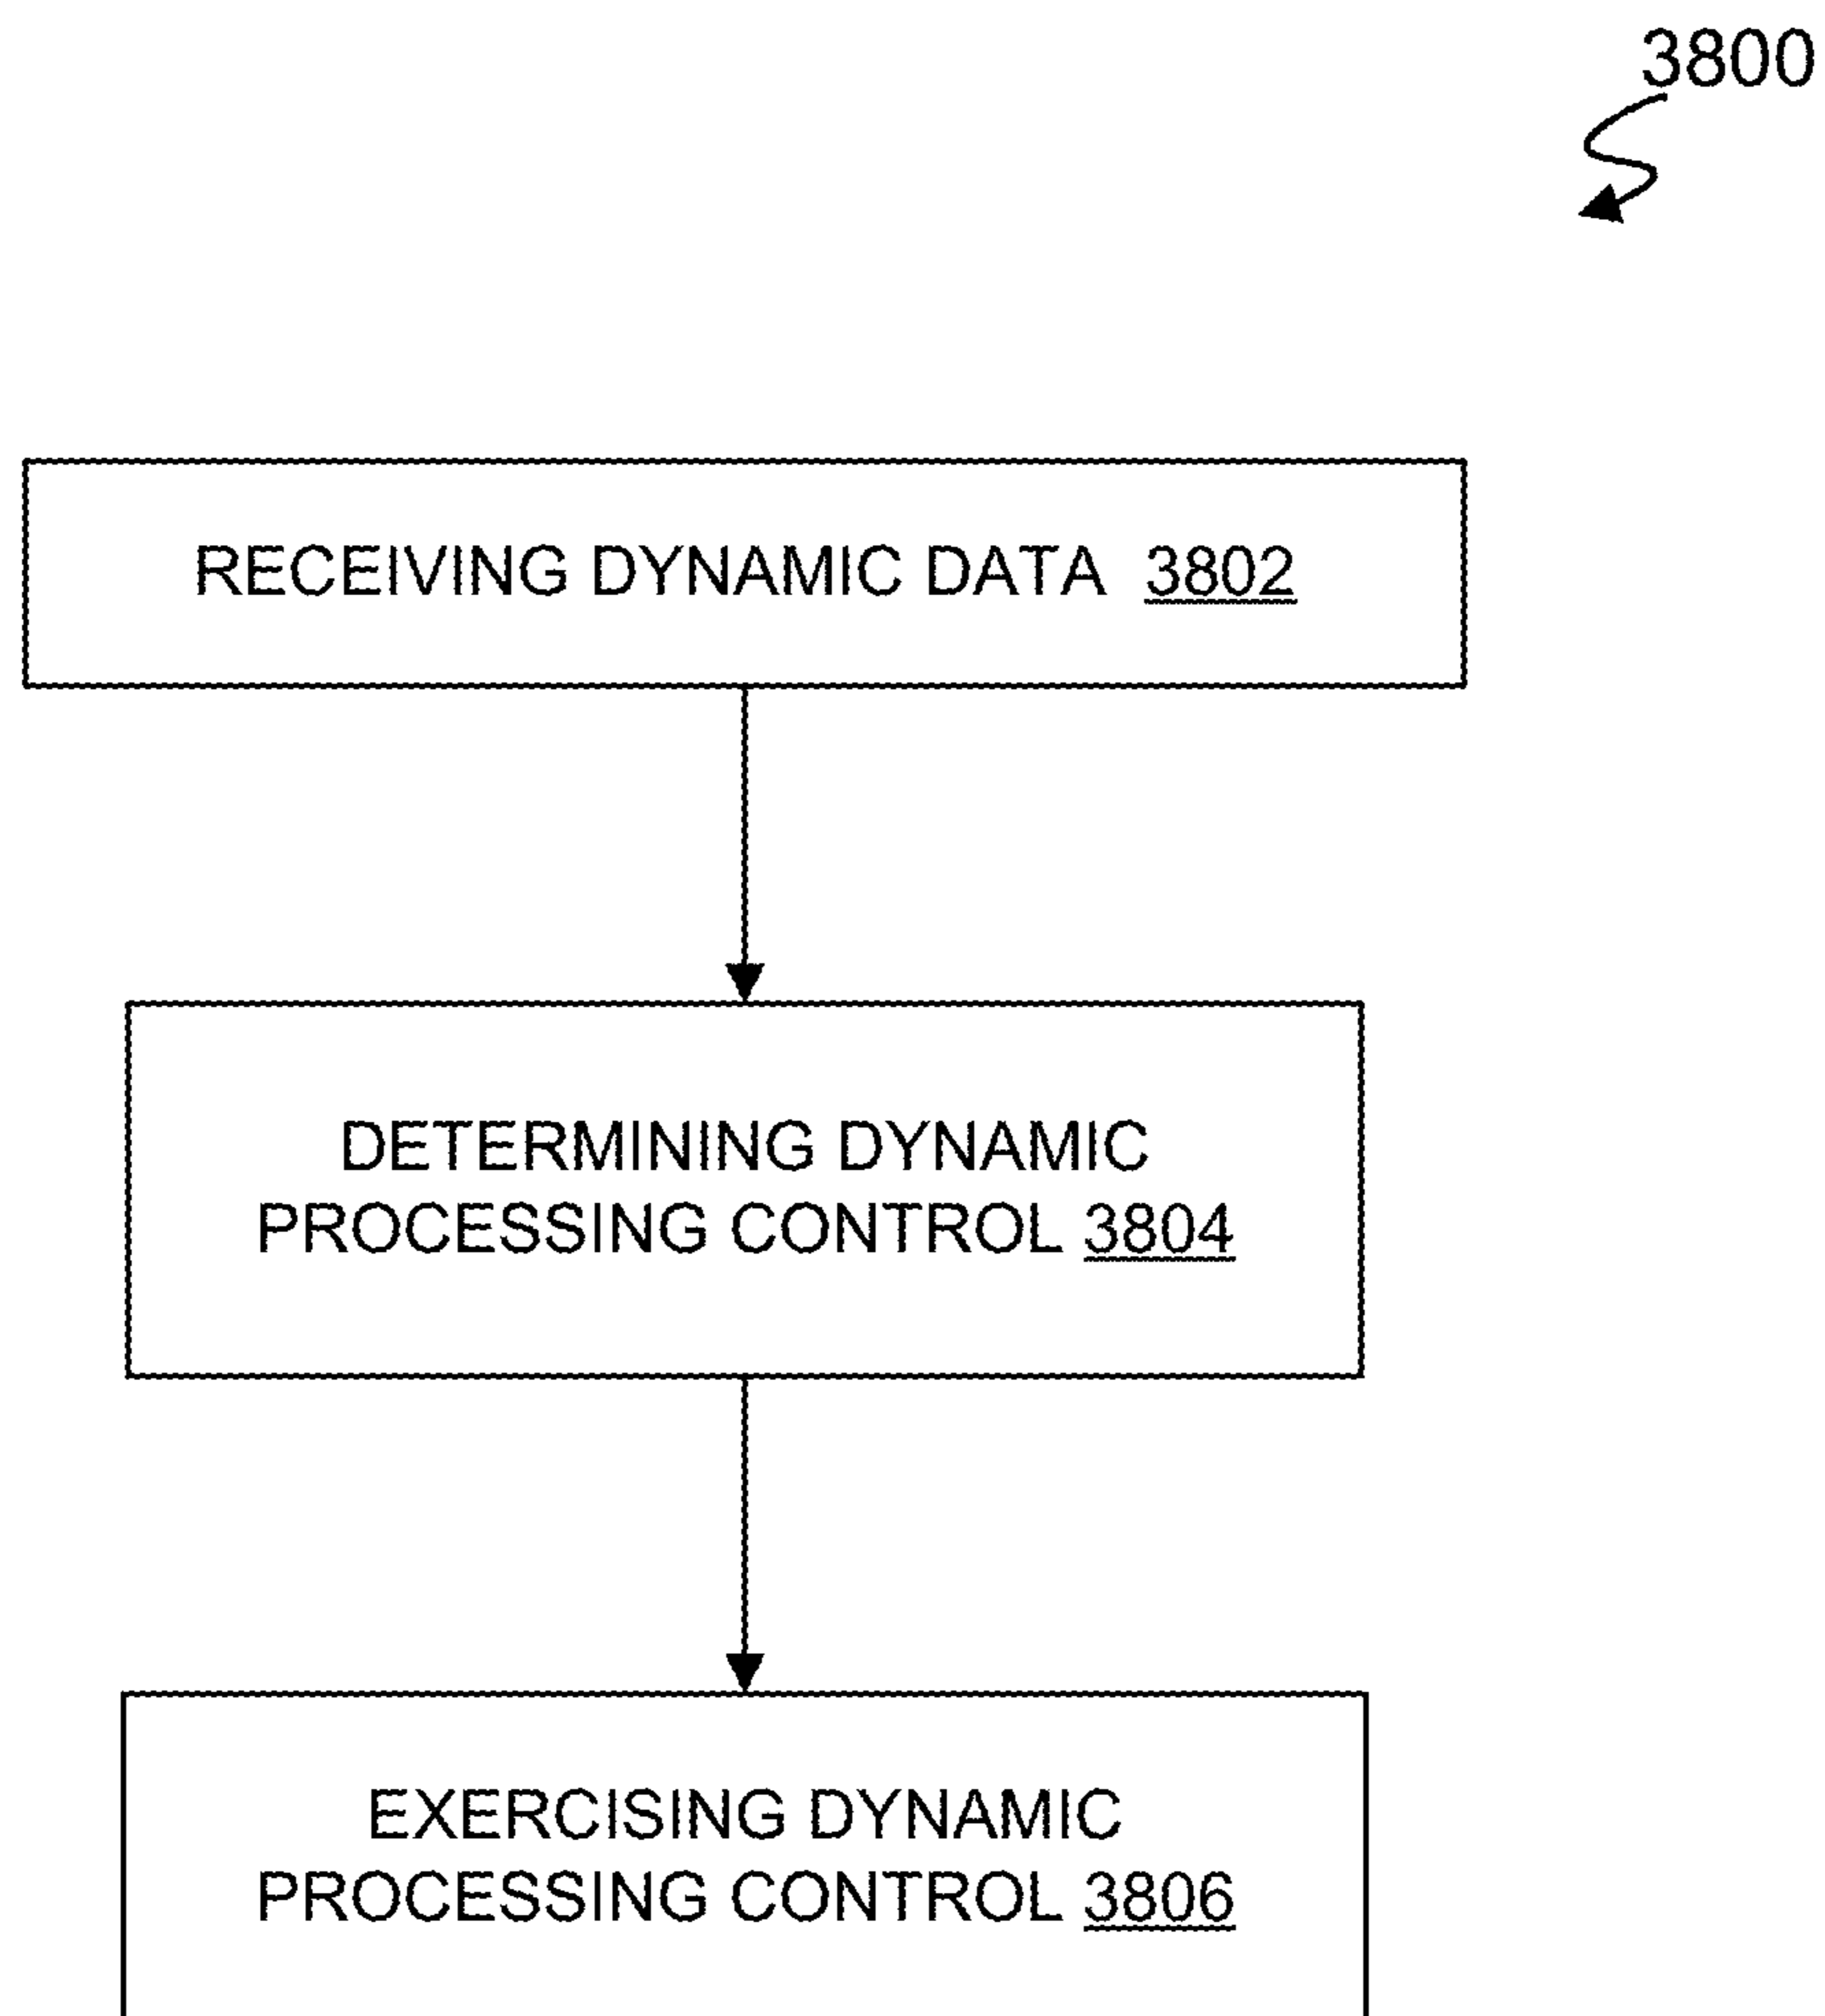 3800
RECEIVING DYNAMIC DATA 3802
DETERMINING DYNAMIC
PROCESSING CONTROL 3804
EXERCISING DYNAMIC
PROCESSING CONTROL 3806